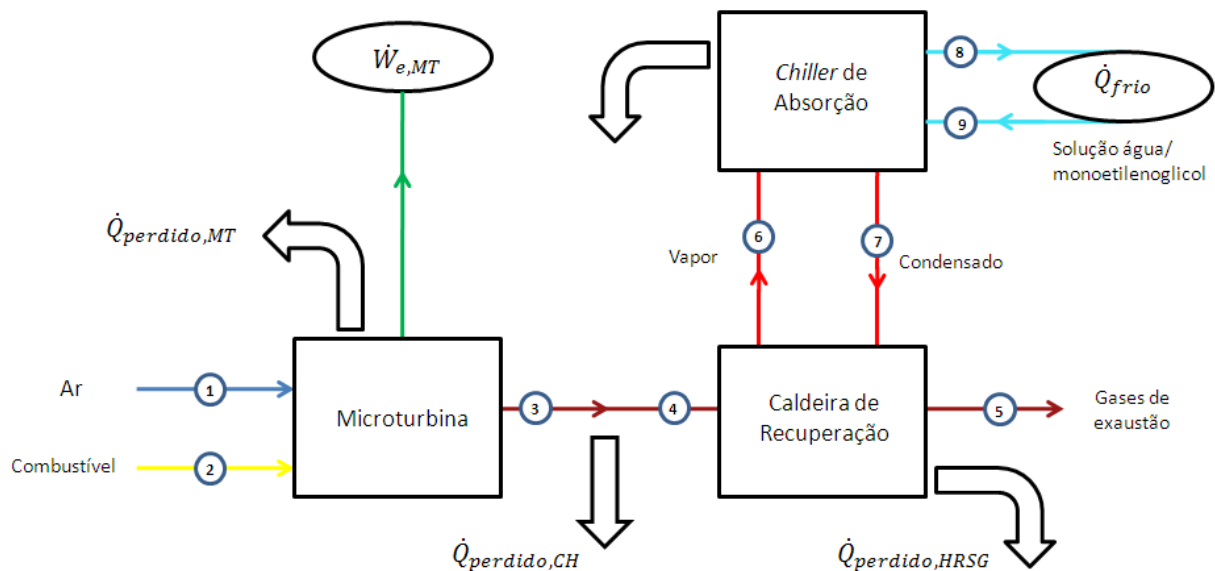 Ẇe,MT
Chiller de
Absorção
8
9
Q̇frio
Solução água/
monoetilenoglicol
Q̇perdido,MT
6
7
Vapor
Condensado
Ar
1
Microturbina
3
4
Caldeira de
Recuperação
5
Gases de
exaustão
Combustível
2
Q̇perdido,CH
Q̇perdido,HRSG